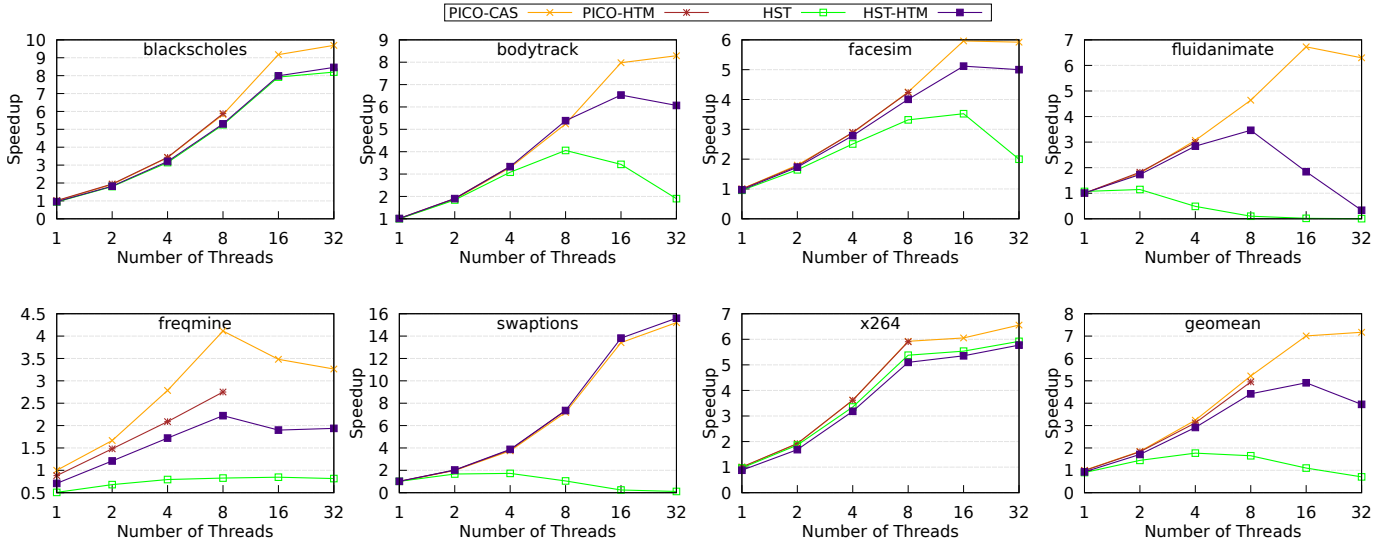 PICO-CAS PICO-HTM HST HST-HTM
blackscholes
Speedup
10
9
8
7
6
5
4
3
2
1
0
1 2 4 8 16 32
Number of Threads
bodytrack
Speedup
9
8
7
6
5
4
3
2
1
1 2 4 8 16 32
Number of Threads
facesim
Speedup
6
5
4
3
2
1
0
1 2 4 8 16 32
Number of Threads
fluidanimate
Speedup
7
6
5
4
3
2
1
0
1 2 4 8 16 32
Number of Threads
freqmine
Speedup
4.5
4
3.5
3
2.5
2
1.5
1
0.5
1 2 4 8 16 32
Number of Threads
swaptions
Speedup
16
14
12
10
8
6
4
2
0
1 2 4 8 16 32
Number of Threads
x264
Speedup
7
6
5
4
3
2
1
0
1 2 4 8 16 32
Number of Threads
geomean
Speedup
8
7
6
5
4
3
2
1
0
1 2 4 8 16 32
Number of Threads